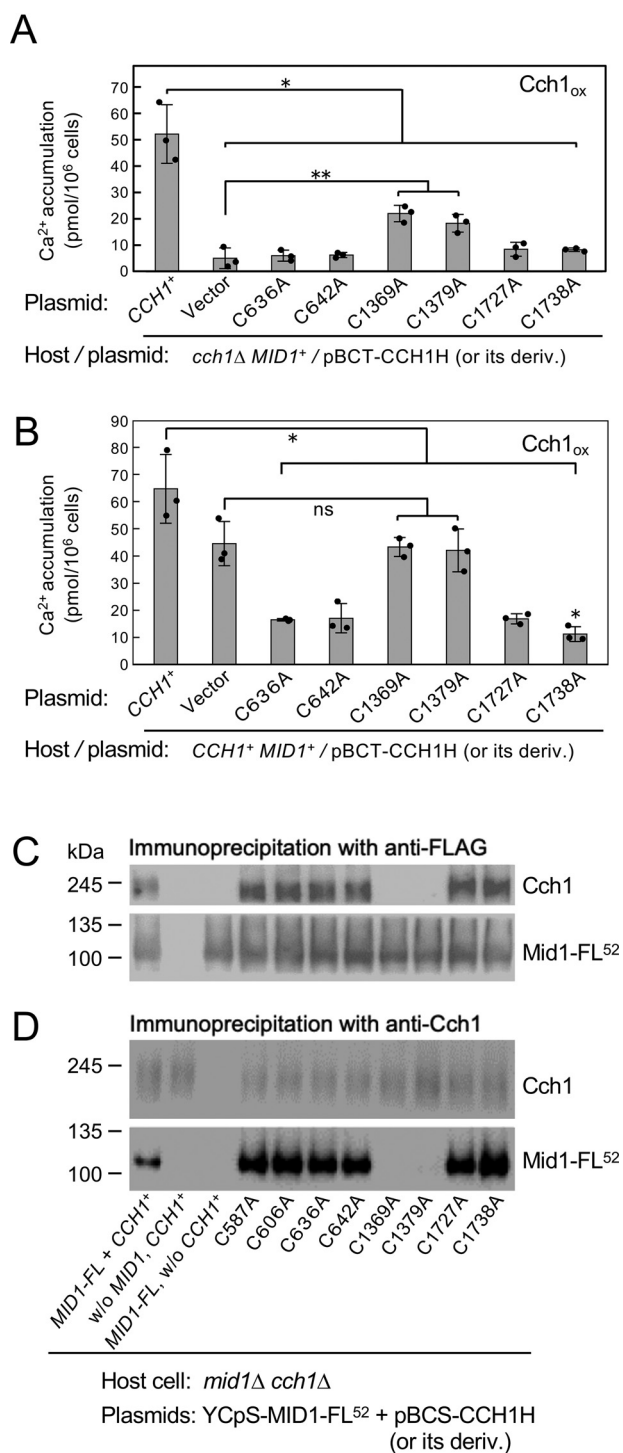 A
Cch1ox
Ca2+ accumulation
(pmol/10^6 cells)
70
60
50
40
30
20
10
0
*
**
Plasmid: CCH1+ Vector C636A C642A C1369A C1379A C1727A C1738A
Host / plasmid: cch1Δ MID1+ / pBCT-CCH1H (or its deriv.)
B
Cch1ox
Ca2+ accumulation
(pmol/10^6 cells)
90
80
70
60
50
40
30
20
10
0
*
ns
*
Plasmid: CCH1+ Vector C636A C642A C1369A C1379A C1727A C1738A
Host / plasmid: CCH1+ MID1+ / pBCT-CCH1H (or its deriv.)
C
kDa
Immunoprecipitation with anti-FLAG
245
Cch1
135
100
Mid1-FL52
D
Immunoprecipitation with anti-Cch1
245
Cch1
135
100
Mid1-FL52
MID1-FL + CCH1+
w/o MID1, CCH1+
MID1-FL, w/o CCH1+
C587A
C606A
C636A
C642A
C1369A
C1379A
C1727A
C1738A
Host cell: mid1Δ cch1Δ
Plasmids: YCpS-MID1-FL52 + pBCS-CCH1H
(or its deriv.)